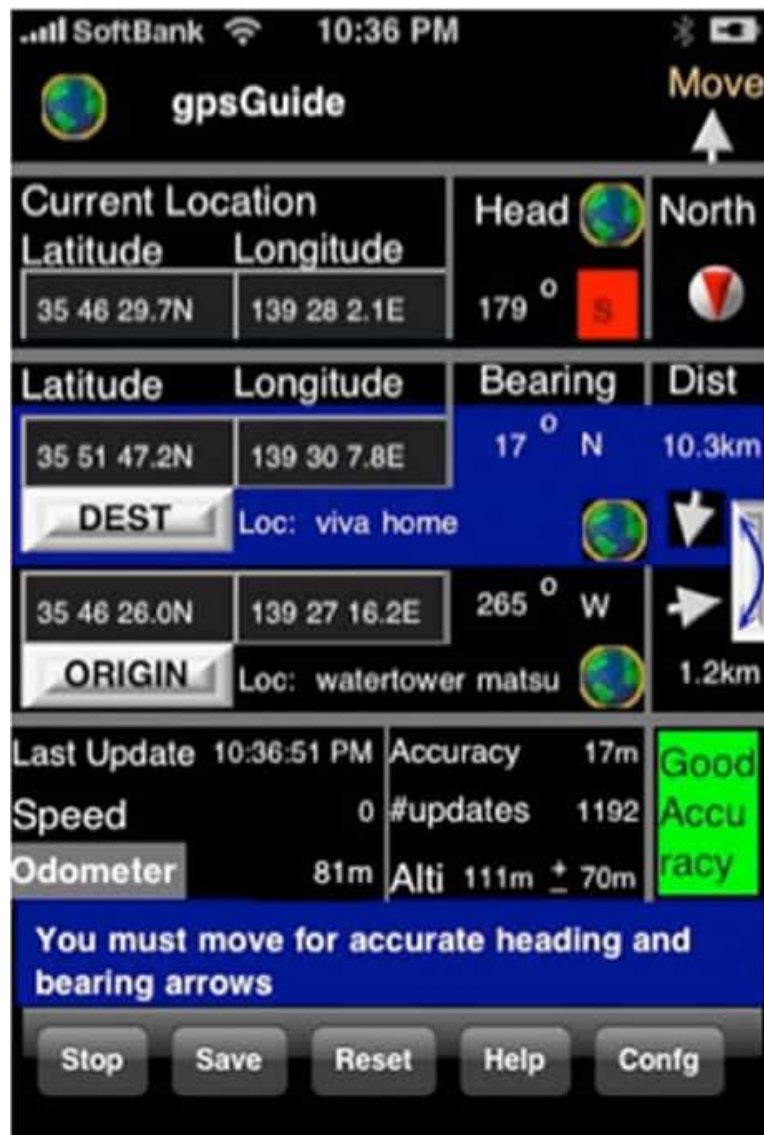 SoftBank 10:36 PM
gpsGuide Move
Current Location Head North
Latitude Longitude
35 46 29.7N 139 28 2.1E 179 o S
Latitude Longitude Bearing Dist
35 51 47.2N 139 30 7.8E 17 o N 10.3km
DEST Loc: viva home
35 46 26.0N 139 27 16.2E 265 o W
ORIGIN Loc: watertower matsu 1.2km
Last Update 10:36:51 PM Accuracy 17m Good
Speed 0 #updates 1192 Accu
Odometer 81m Alti 111m ± 70m racy
You must move for accurate heading and
bearing arrows
Stop Save Reset Help Confg